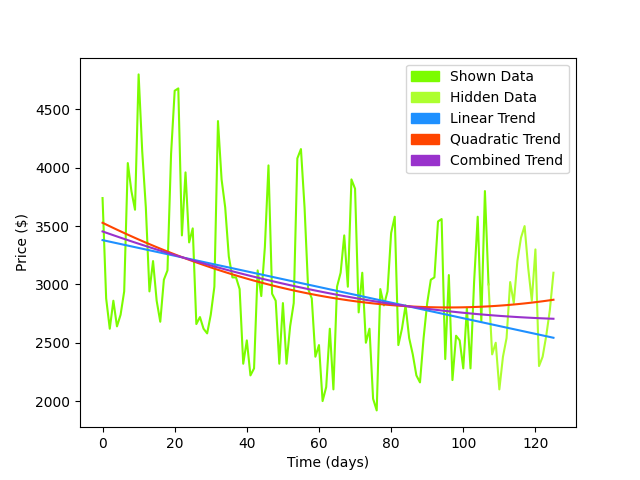 Shown Data
Hidden Data
Linear Trend
Quadratic Trend
Combined Trend
4500
4000
3500
3000
2500
2000
Price ($)
0 20 40 60 80 100 120
Time (days)